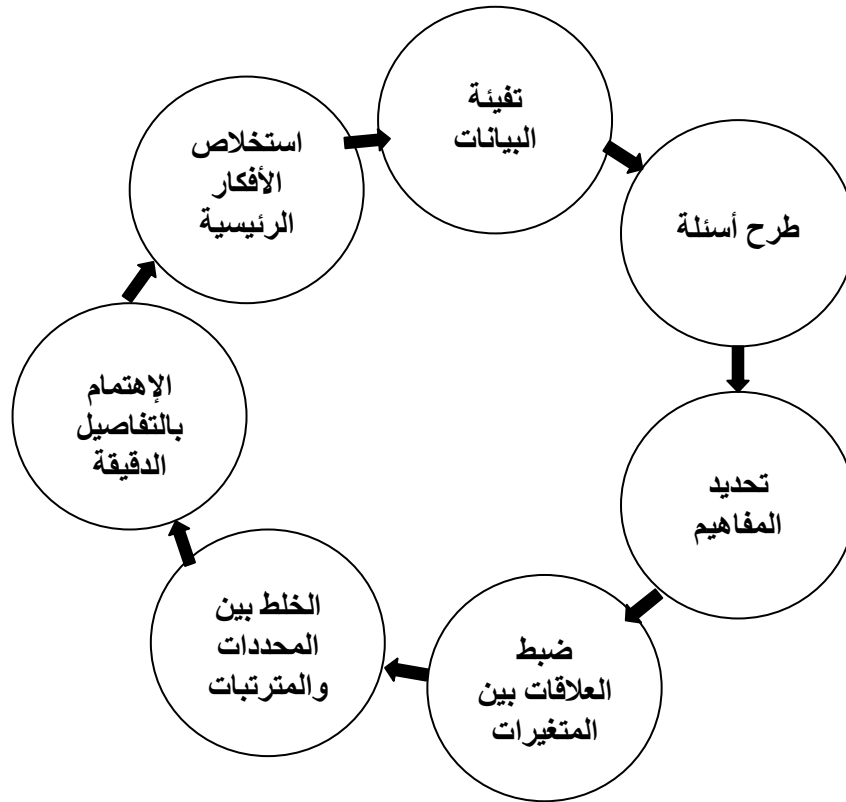 تفيئة
البيانات
طرح أسئلة
تحديد
المفاهيم
ضبط
العلاقات بين
المتغيرات
الخلط بين
المحددات
والمترتبات
الإهتمام
بالتفاصيل
الدقيقة
استخلاص
الأفكار
الرئيسية